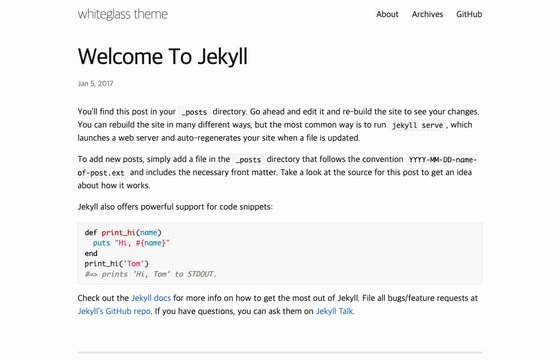 whiteglass theme
About Archives GitHub
Welcome To Jekyll
Jan 5, 2017
You'll find this post in your _posts directory. Go ahead and edit it and re-build the site to see your changes.
You can rebuild the site in many different ways, but the most common way is to run jekyll serve, which
launches a web server and auto-regenerates your site when a file is updated.
To add new posts, simply add a file in the _posts directory that follows the convention YYYY-MM-DD-name-
of-post.ext and includes the necessary front matter. Take a look at the source for this post to get an idea
about how it works.
Jekyll also offers powerful support for code snippets:
def print_hi(name)
  puts "Hi, #{name}"
end
print_hi('Tom')
#=> prints 'Hi, Tom' to STDOUT.
Check out the Jekyll docs for more info on how to get the most out of Jekyll. File all bugs/feature requests at
Jekyll's GitHub repo. If you have questions, you can ask them on Jekyll Talk.